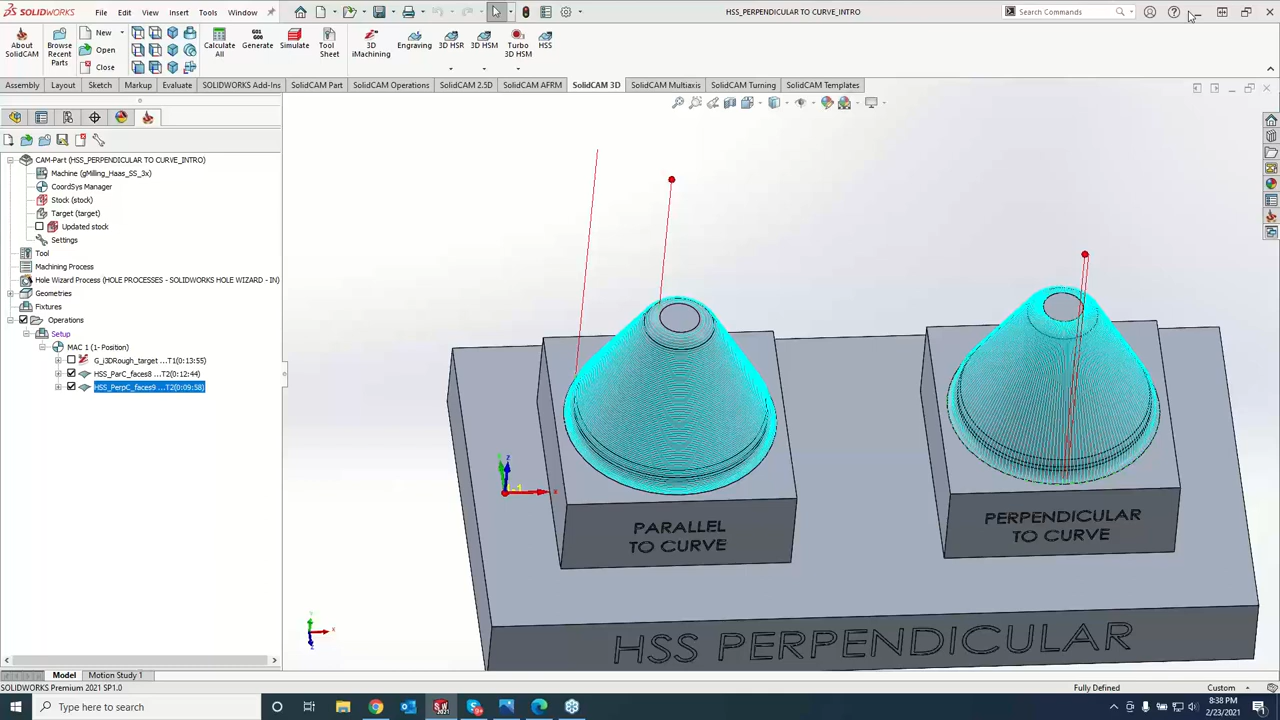 SOLIDWORKS File Edit View Insert Tools Window HSS_PERPENDICULAR TO CURVE_INTRO Search Commands
About SolidCAM Browse Recent Parts New Open Close Calculate All Generate Simulate Tool Sheet 3D iMachining Engraving 3D HSR 3D HSM Turbo 3D HSM HSS
G01 G00
Assembly Layout Sketch Markup Evaluate SOLIDWORKS Add-Ins SolidCAM Part SolidCAM Operations SolidCAM 2.5D SolidCAM AFRM SolidCAM 3D SolidCAM Multiaxis SolidCAM Turning SolidCAM Templates
CAM-Part (HSS_PERPENDICULAR TO CURVE_INTRO)
Machine (gMilling_Haas_SS_3x)
CoordSys Manager
Stock (stock)
Target (target)
Updated stock
Settings
Tool
Machining Process
Hole Wizard Process (HOLE PROCESSES - SOLIDWORKS HOLE WIZARD - IN)
Geometries
Fixtures
Operations
Setup
MAC 1 (1- Position)
G_i3DRough_target ...T1(0:13:55)
HSS_ParC_faces8 ...T2(0:12:44)
HSS_PerpC_faces9 ...T2(0:09:58)
PARALLEL
TO CURVE
PERPENDICULAR
TO CURVE
HSS PERPENDICULAR
Model Motion Study 1
SOLIDWORKS Premium 2021 SP1.0 Fully Defined Custom
Type here to search
8:38 PM
2/23/2021